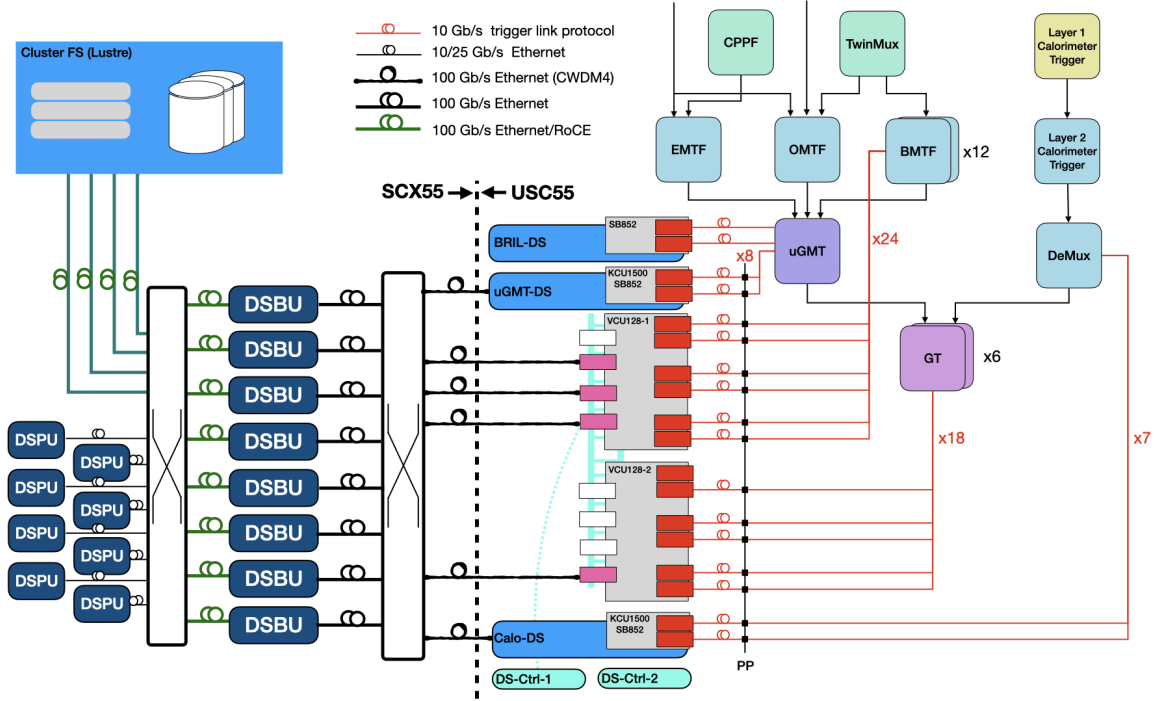 Cluster FS (Lustre)
10 Gb/s trigger link protocol
10/25 Gb/s Ethernet
100 Gb/s Ethernet (CWDM4)
100 Gb/s Ethernet
100 Gb/s Ethernet/RoCE
CPPF
TwinMux
Layer 1
Calorimeter
Trigger
EMTF
OMTF
BMTF
x12
Layer 2
Calorimeter
Trigger
SCX55
USC55
SB852
BRIL-DS
x8
uGMT
x24
DeMux
KCU1500
SB852
uGMT-DS
VCU128-1
GT
x6
DSBU
DSBU
DSBU
DSBU
DSBU
DSBU
DSBU
DSBU
DSPU
DSPU
DSPU
DSPU
DSPU
DSPU
DSPU
DSPU
x18
x7
VCU128-2
KCU1500
SB852
Calo-DS
PP
DS-Ctrl-1
DS-Ctrl-2